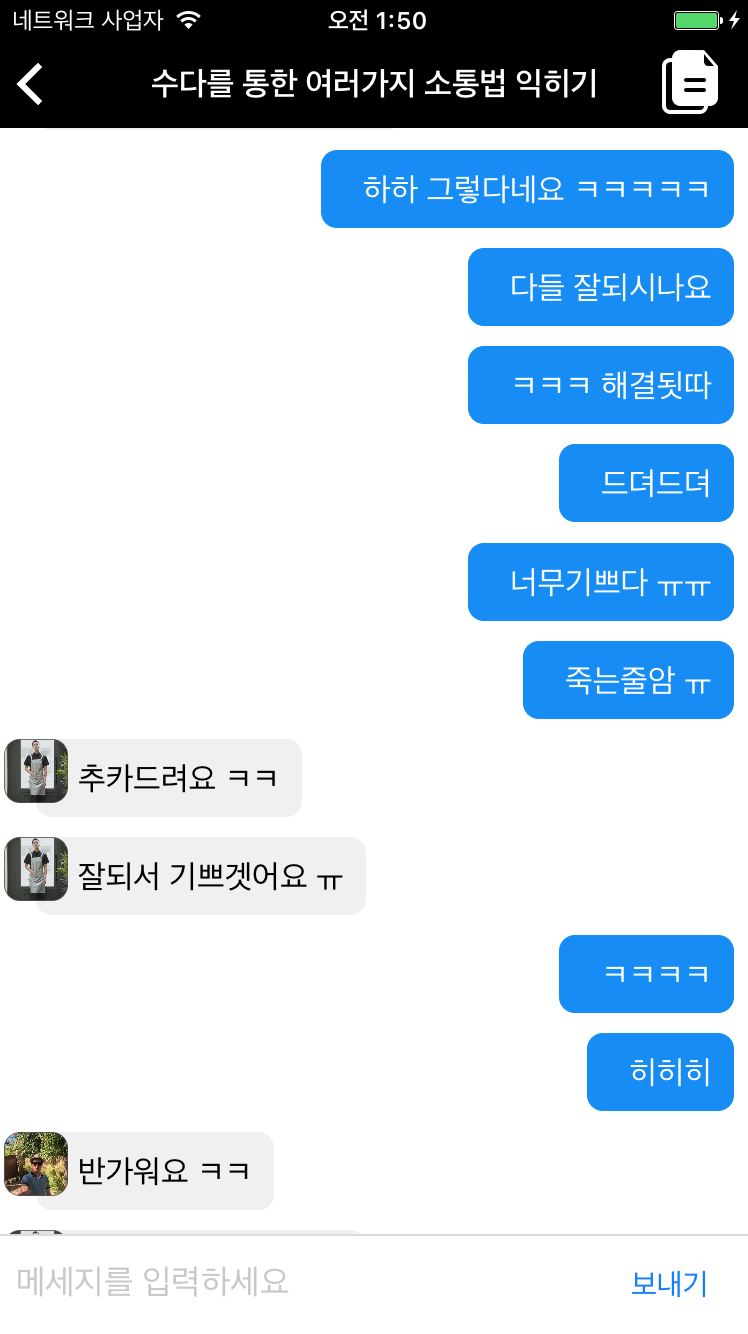 네트워크 사업자
오전 1:50
수다를 통한 여러가지 소통법 익히기
하하 그렇다네요 ㅋㅋㅋㅋㅋ
다들 잘되시나요
ㅋㅋㅋ 해결됫따
드뎌드뎌
너무기쁘다 ㅠㅠ
죽는줄암 ㅠ
추카드려요 ㅋㅋ
잘되서 기쁘겟어요 ㅠ
ㅋㅋㅋㅋ
히히히
반가워요 ㅋㅋ
메세지를 입력하세요
보내기